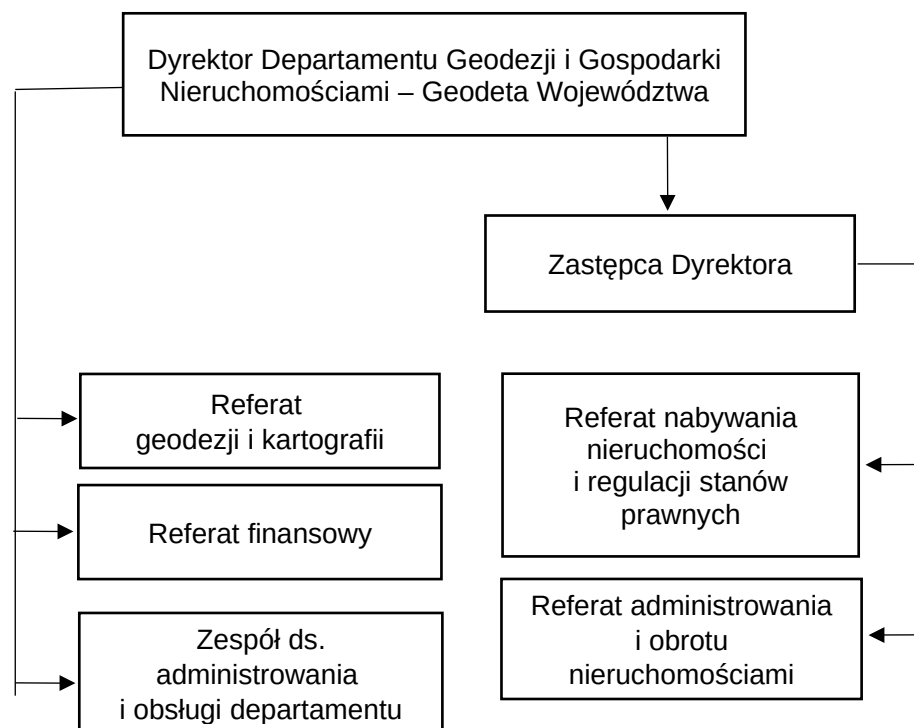 Dyrektor Departamentu Geodezji i Gospodarki
Nieruchomościami – Geodeta Województwa
Zastępca Dyrektora
Referat
geodezji i kartografii
Referat finansowy
Zespół ds.
administrowania
i obsługi departamentu
Referat nabywania
nieruchomości
i regulacji stanów
prawnych
Referat administrowania
i obrotu
nieruchomościami